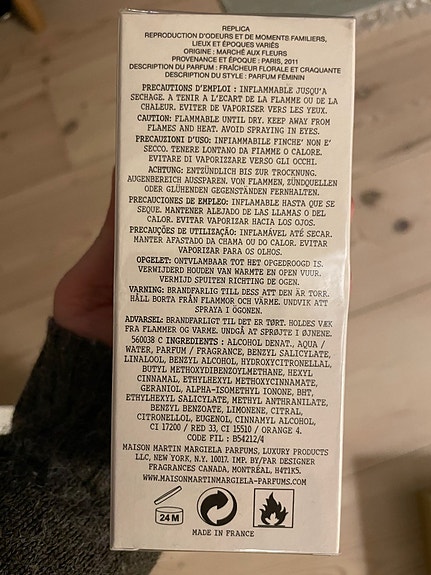 REPLICA
REPRODUCTION D'ODEURS ET DE MOMENTS FAMILIERS,
LIEUX ET ÉPOQUES VARIÉS
ORIGINE : MARCHÉ AUX FLEURS
PROVENANCE ET ÉPOQUE : PARIS, 2011
DESCRIPTION DU PARFUM : FRAÎCHEUR FLORALE ET CRAQUANTE
DESCRIPTION DU STYLE : PARFUM FÉMININ
PRECAUTIONS D'EMPLOI : INFLAMMABLE JUSQU'A
SECHAGE. A TENIR A L'ECART DE LA FLAMME OU DE LA
CHALEUR. EVITER DE VAPORISER VERS LES YEUX.
CAUTION: FLAMMABLE UNTIL DRY. KEEP AWAY FROM
FLAMES AND HEAT. AVOID SPRAYING IN EYES.
PRECAUZIONI D'USO: INFIAMMABILE FINCHE' NON E'
SECCO. TENERE LONTANO DA FIAMME O CALORE.
EVITARE DI VAPORIZZARE VERSO GLI OCCHI.
ACHTUNG: ENTZÜNDLICH BIS ZUR TROCKNUNG.
AUGENBEREICH AUSSPAREN. VON FLAMMEN, ZÜNDQUELLEN
ODER GLÜHENDEN GEGENSTÄNDEN FERNHALTEN.
PRECAUCIONES DE EMPLEO: INFLAMABLE HASTA QUE SE
SEQUE. MANTENER ALEJADO DE LAS LLAMAS O DEL
CALOR. EVITAR VAPORIZAR HACIA LOS OJOS.
PRECAUÇÕES DE UTILIZAÇÃO: INFLAMÁVEL ATÉ SECAR.
MANTER AFASTADO DA CHAMA OU DO CALOR. EVITAR
VAPORIZAR PARA OS OLHOS.
OPGELET: ONTVLAMBAAR TOT HET OPGEDROOGD IS.
VERWIJDERD HOUDEN VAN WARMTE EN OPEN VUUR.
VERMIJD SPUITEN RICHTING DE OGEN.
VARNING: BRANDFARLIG TILL DESS ATT DEN ÄR TORR.
HÅLL BORTA FRÅN FLAMMOR OCH VÄRME. UNDVIK ATT
SPRAYA I ÖGONEN.
ADVARSEL: BRANDFARLIGT TIL DET ER TØRT. HOLDES VÆK
FRA FLAMMER OG VARME. UNDGÅ AT SPRØJTE I ØJNENE.
560038 C INGREDIENTS : ALCOHOL DENAT., AQUA /
WATER, PARFUM / FRAGRANCE, BENZYL SALICYLATE,
LINALOOL, BENZYL ALCOHOL, HYDROXYCITRONELLAL,
BUTYL METHOXYDIBENZOYLMETHANE, HEXYL
CINNAMAL, ETHYLHEXYL METHOXYCINNAMATE,
GERANIOL, ALPHA-ISOMETHYL IONONE, BHT,
ETHYLHEXYL SALICYLATE, METHYL ANTHRANILATE,
BENZYL BENZOATE, LIMONENE, CITRAL,
CITRONELLOL, EUGENOL, CINNAMYL ALCOHOL,
CI 17200 / RED 33, CI 15510 / ORANGE 4.
CODE FIL : B54212/4
MAISON MARTIN MARGIELA PARFUMS, LUXURY PRODUCTS
LLC, NEW YORK, N.Y. 10017. IMP. BY/PAR DESIGNER
FRAGRANCES CANADA, MONTRÉAL, H4T1K5.
WWW.MAISONMARTINMARGIELA-PARFUMS.COM
24 M
MADE IN FRANCE